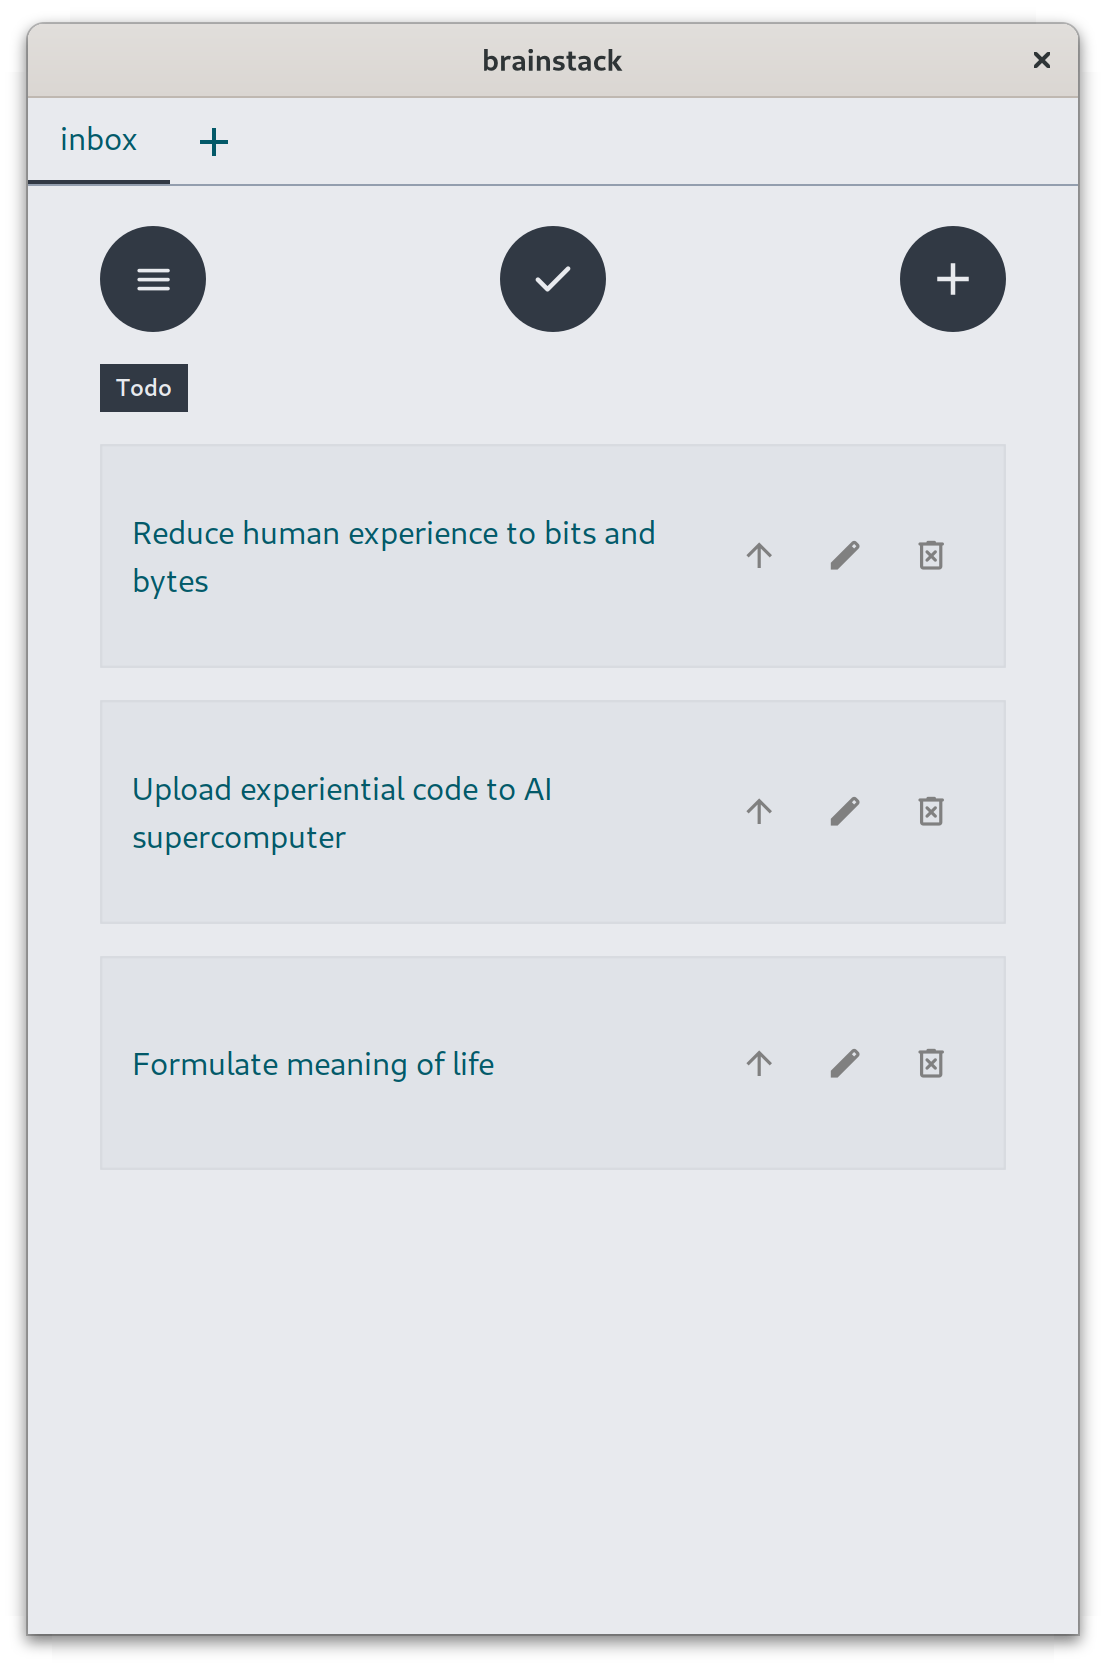 brainstack
inbox
Todo
Reduce human experience to bits and
bytes
Upload experiential code to AI
supercomputer
Formulate meaning of life